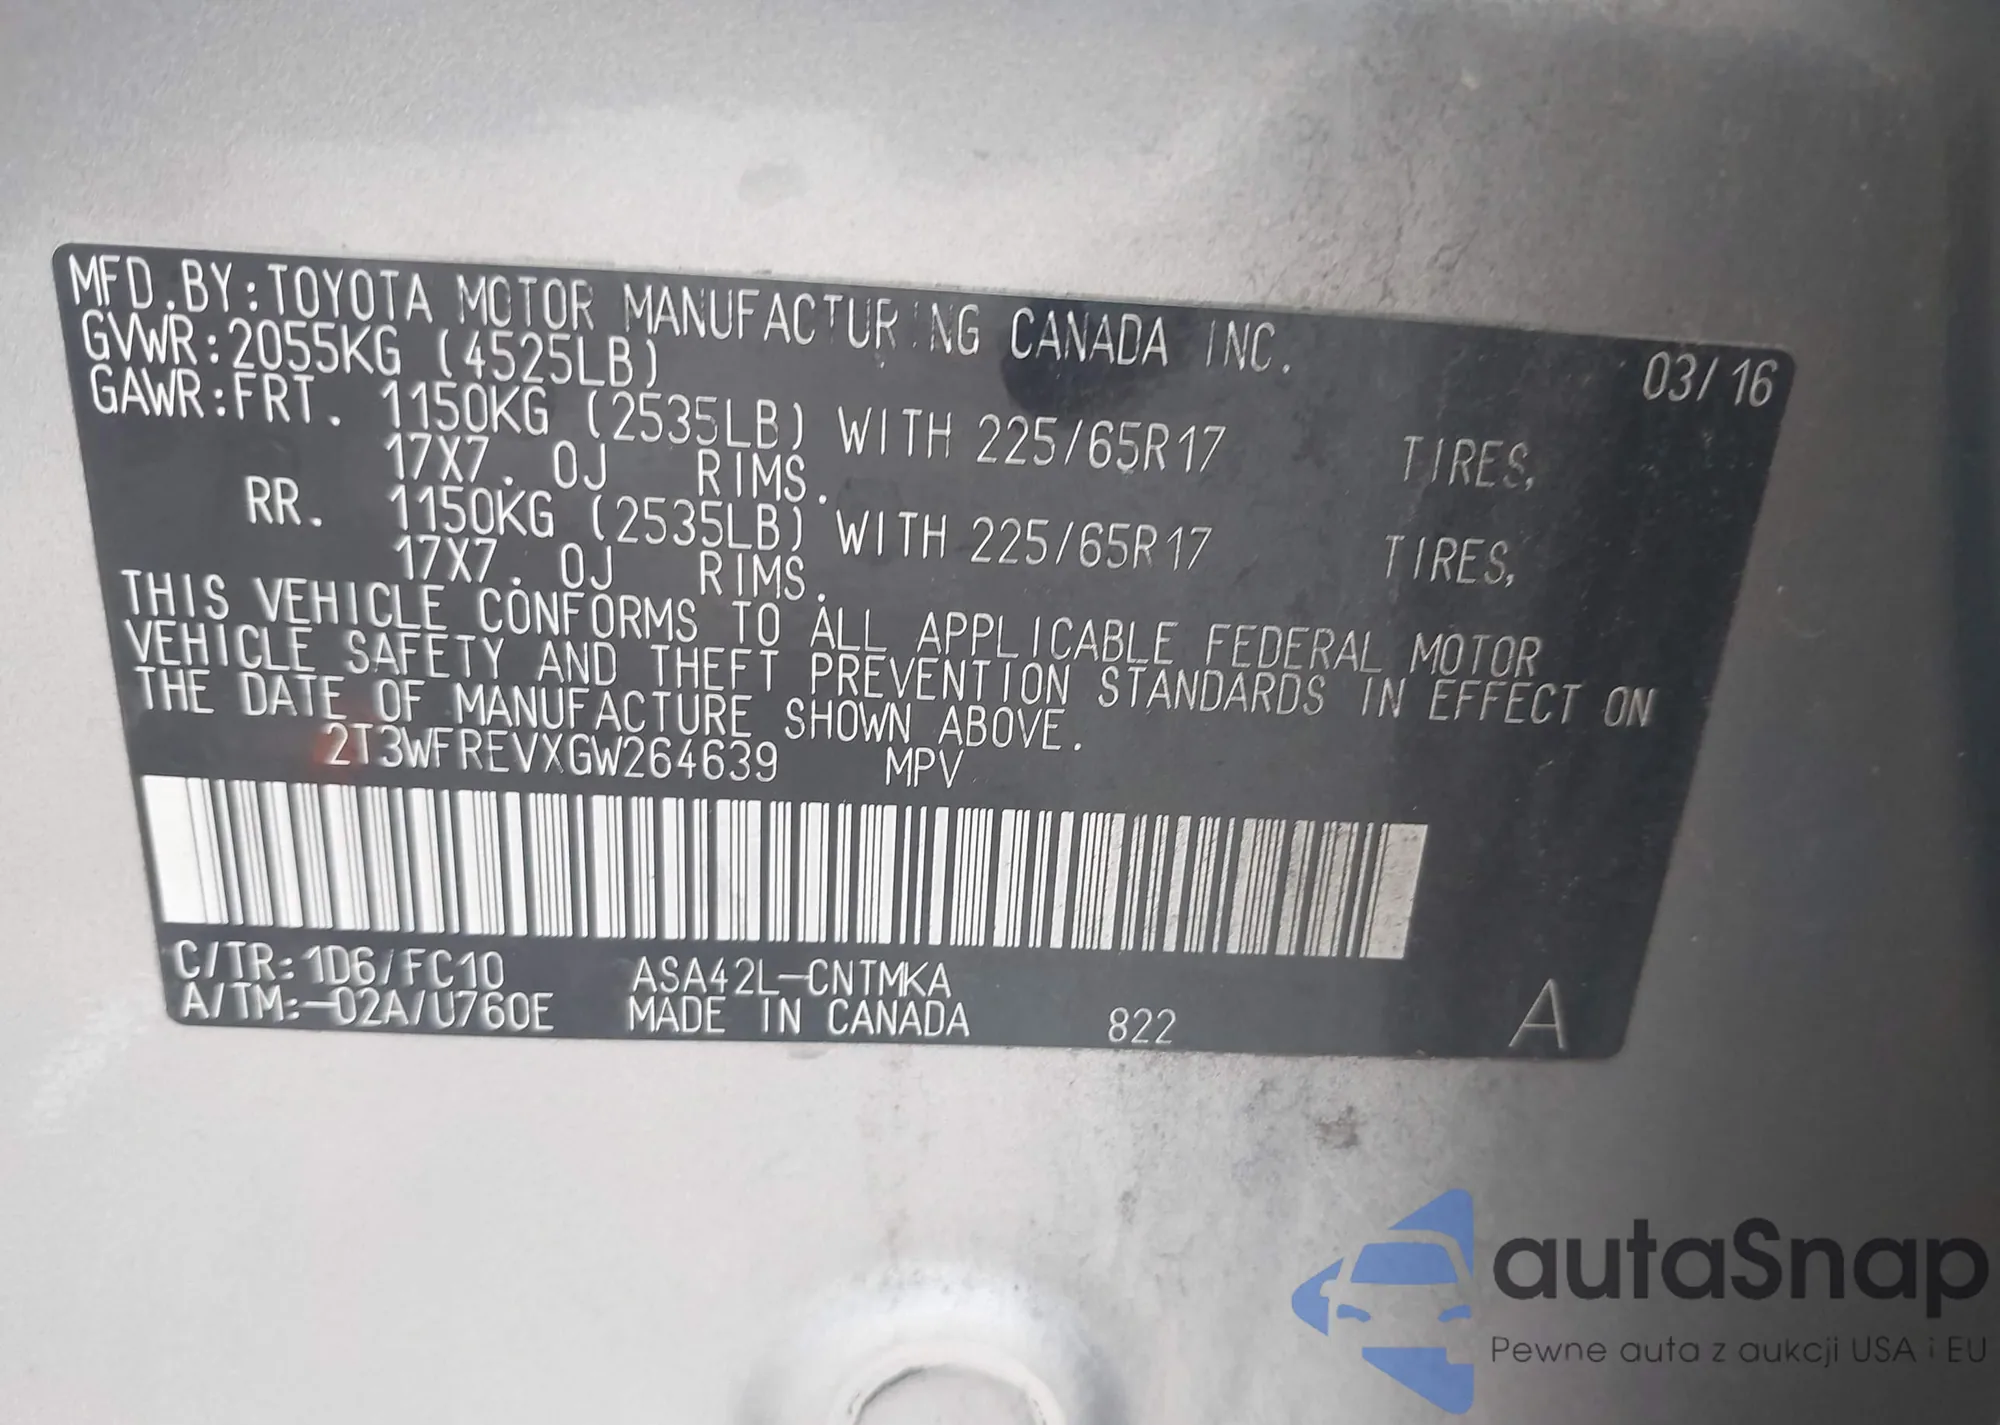 MFD.BY:TOYOTA MOTOR MANUFACTURING CANADA INC. 03/16
GVWR:2055KG (4525LB)
GAWR:FRT. 1150KG (2535LB) WITH 225/65R17 TIRES,
17X7.0J RIMS.
RR. 1150KG (2535LB) WITH 225/65R17 TIRES,
17X7.0J RIMS.
THIS VEHICLE CONFORMS TO ALL APPLICABLE FEDERAL MOTOR
VEHICLE SAFETY AND THEFT PREVENTION STANDARDS IN EFFECT ON
THE DATE OF MANUFACTURE SHOWN ABOVE.
2T3WFREVXGW264639 MPV
C/TR:1D6/FC10 ASA42L-CNTMKA
A/TM:-02A/U760E MADE IN CANADA 822 A
autaSnap
Pewne auta z aukcji USA i EU